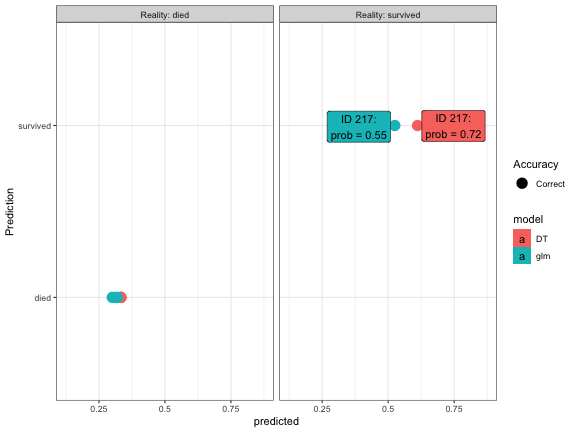 Reality: died
Reality: survived
survived
died
Prediction
ID 217:
prob = 0.55
ID 217:
prob = 0.72
0.25
0.5
0.75
0.25
0.5
0.75
predicted
Accuracy
Correct
model
a DT
a glm